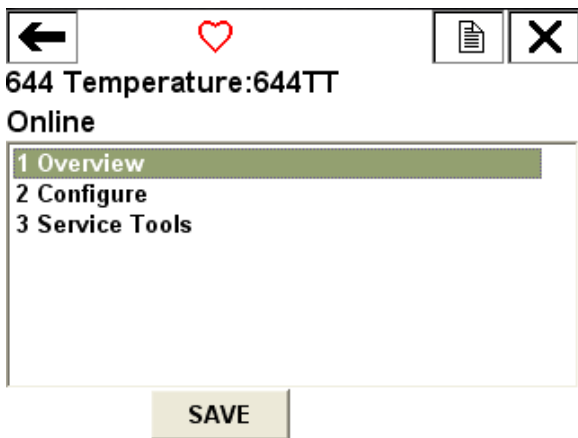 644 Temperature:644TT
Online
1 Overview
2 Configure
3 Service Tools
SAVE